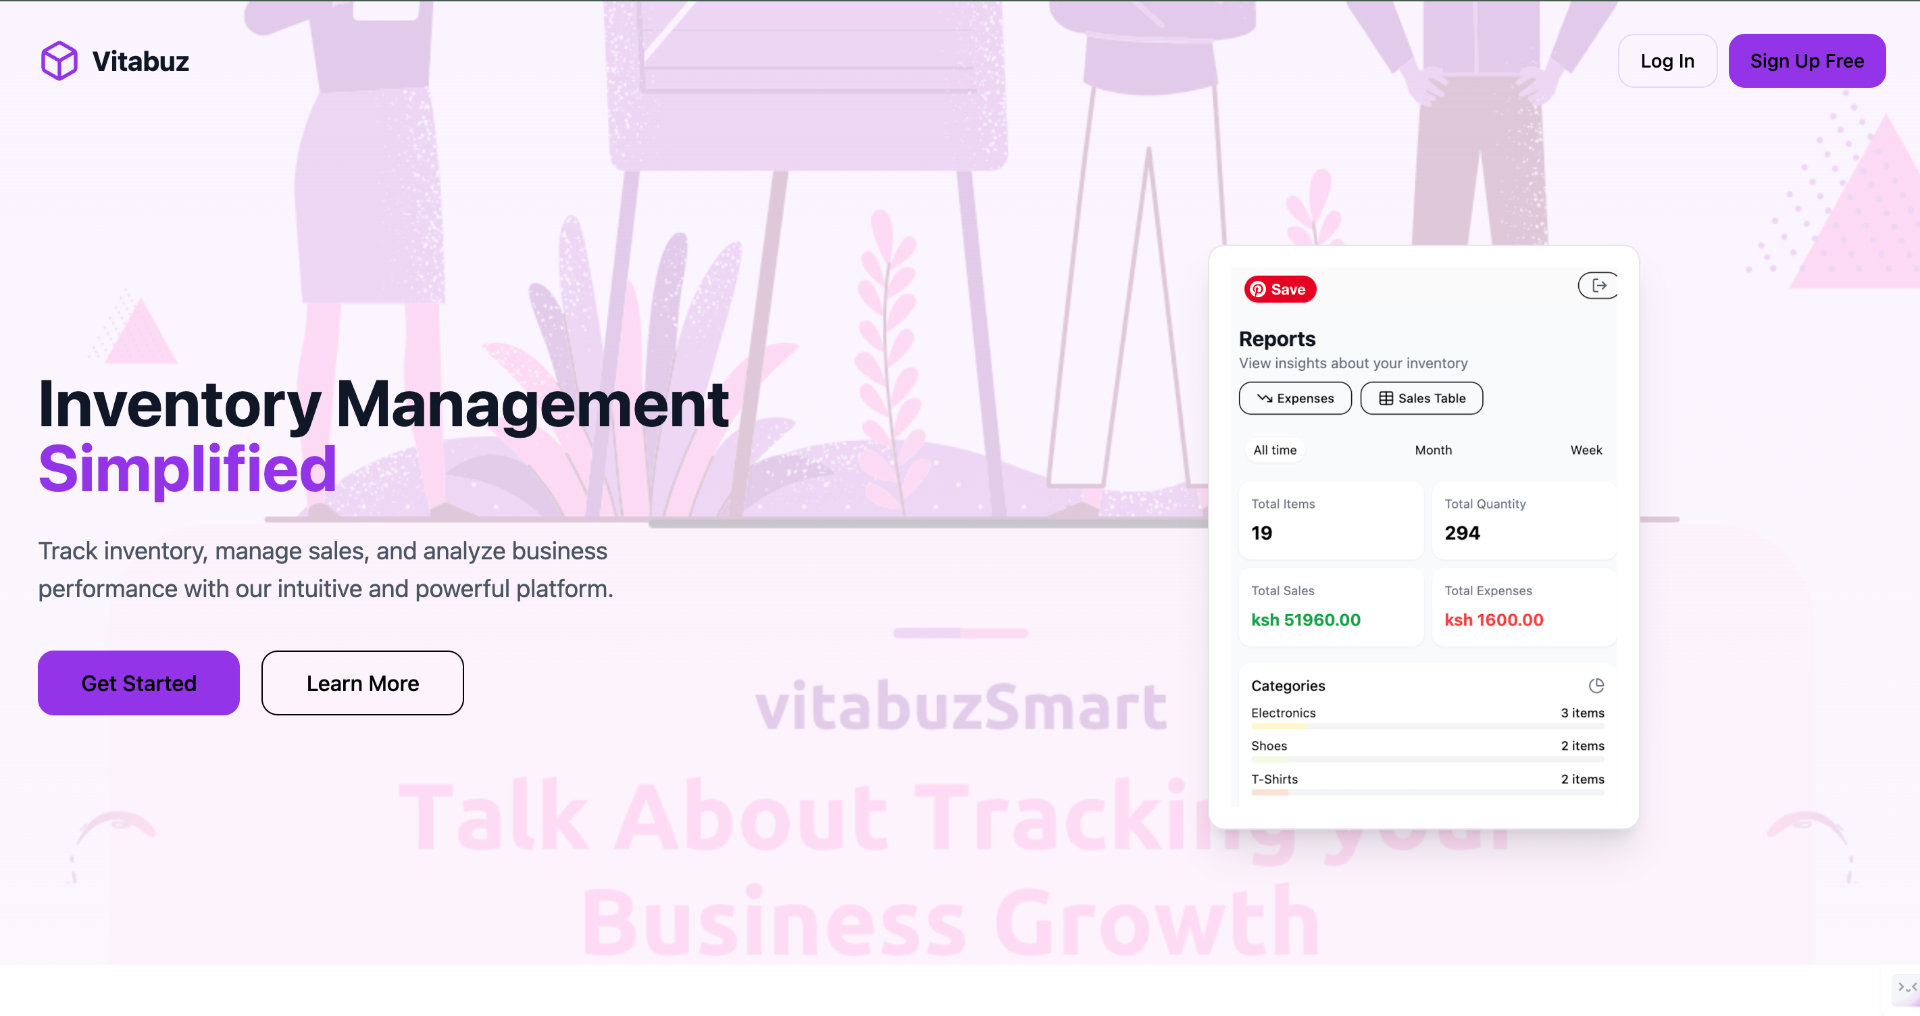 Vitabuz
Log In
Sign Up Free
Inventory Management
Simplified
Track inventory, manage sales, and analyze business
performance with our intuitive and powerful platform.
Get Started
Learn More
Save
Reports
View insights about your inventory
Expenses
Sales Table
All time
Month
Week
Total Items
19
Total Quantity
294
Total Sales
ksh 51960.00
Total Expenses
ksh 1600.00
Categories
Electronics
3 items
Shoes
2 items
T-Shirts
2 items
vitabuzSmart
Talk About Tracking your
Business Growth